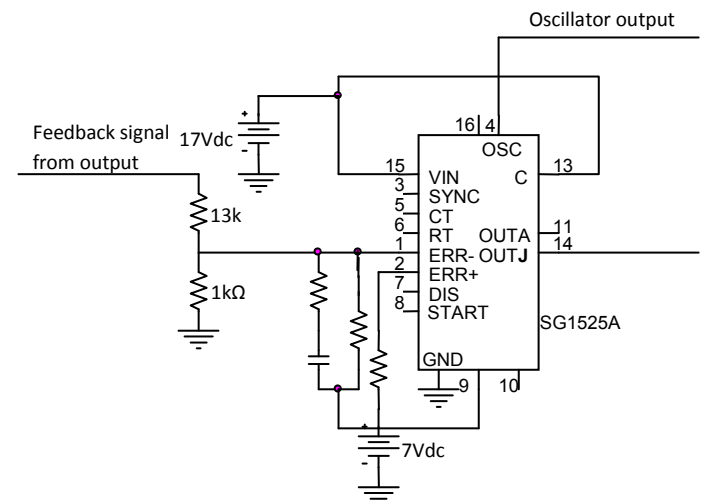 Oscillator output
Feedback signal
from output
+
17Vdc
-
16 4
OSC
15 VIN C 13
3 SYNC
5 CT
6 RT OUTA 11
1 ERR- OUTJ 14
2 ERR+
7 DIS
8 START
SG1525A
GND
9 10
13k
1kΩ
+
7Vdc
-